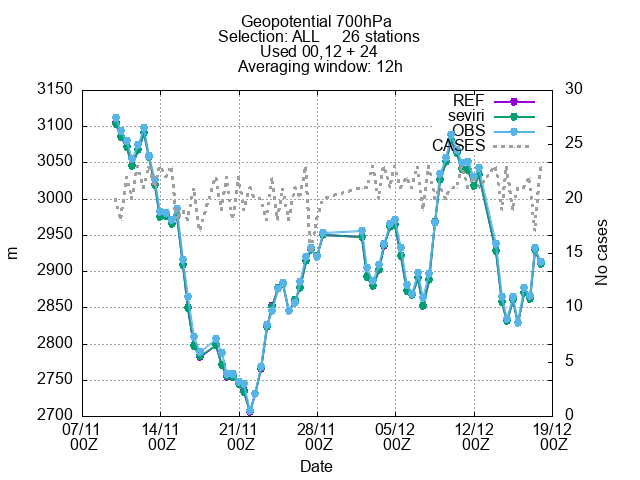 Geopotential 700hPa
Selection: ALL 26 stations
Used 00,12 + 24
Averaging window: 12h
3150
3100
3050
3000
2950
2900
2850
2800
2750
2700
m
30
25
20
15
10
5
0
No cases
REF
seviri
OBS
CASES
07/11 00Z
14/11 00Z
21/11 00Z
28/11 00Z
05/12 00Z
12/12 00Z
19/12 00Z
Date